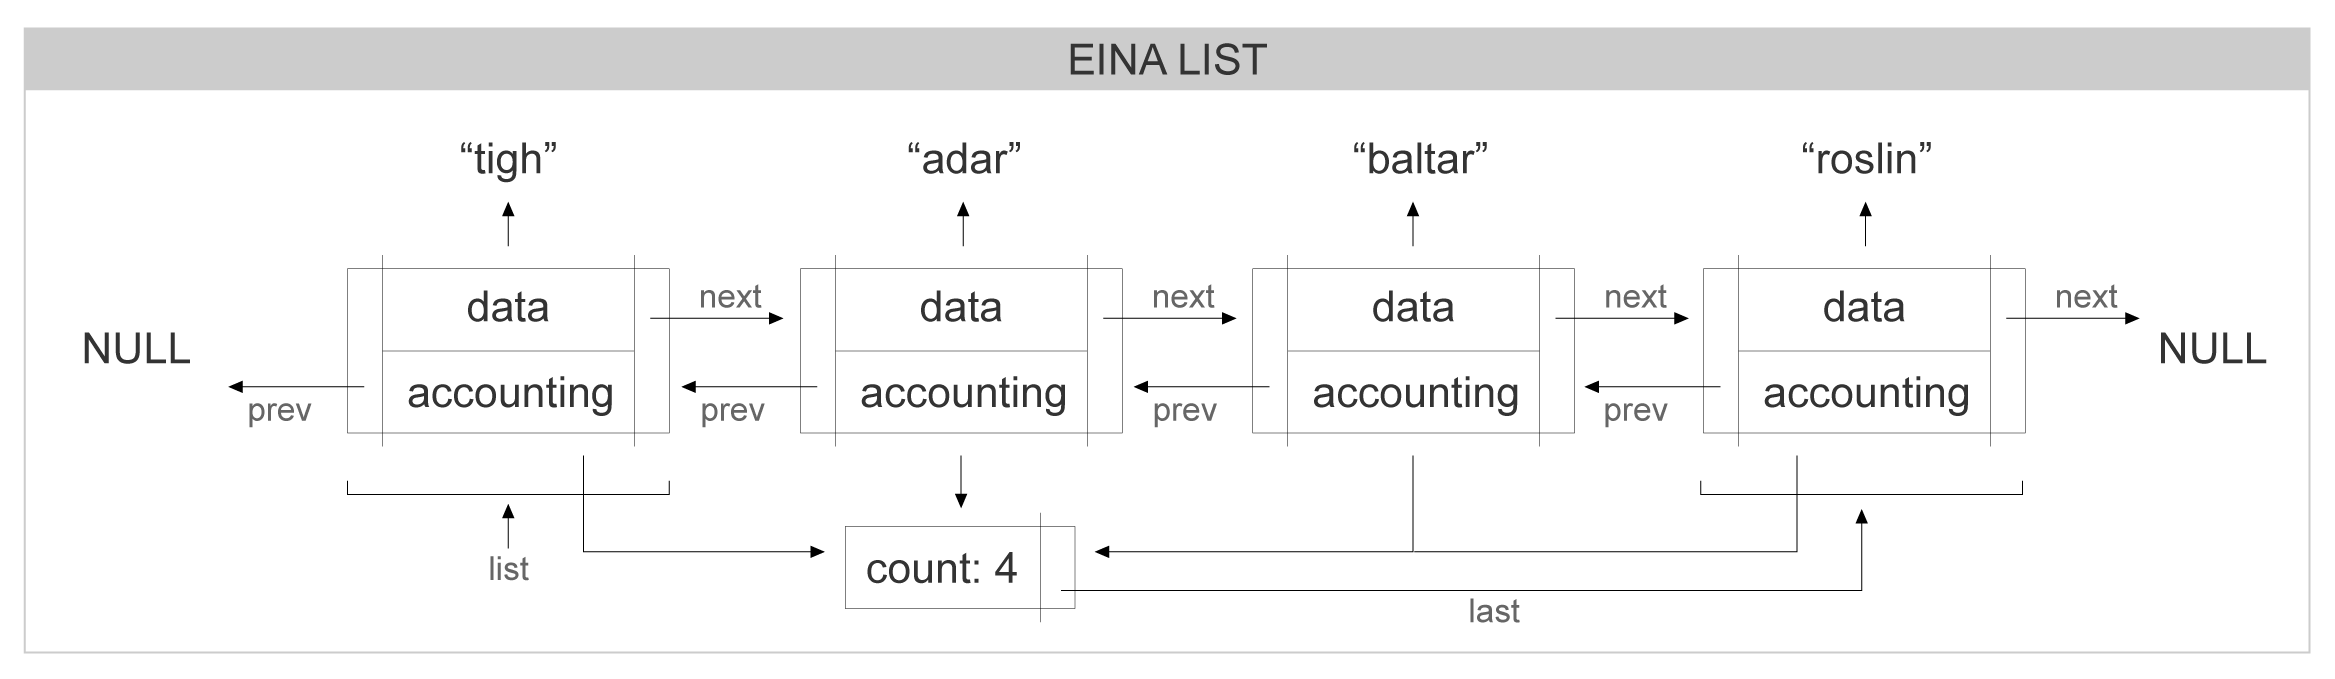 EINA LIST
“tigh” “adar” “baltar” “roslin”
data next data next data next data next
NULL NULL
prev accounting prev accounting prev accounting prev accounting
list count: 4
last